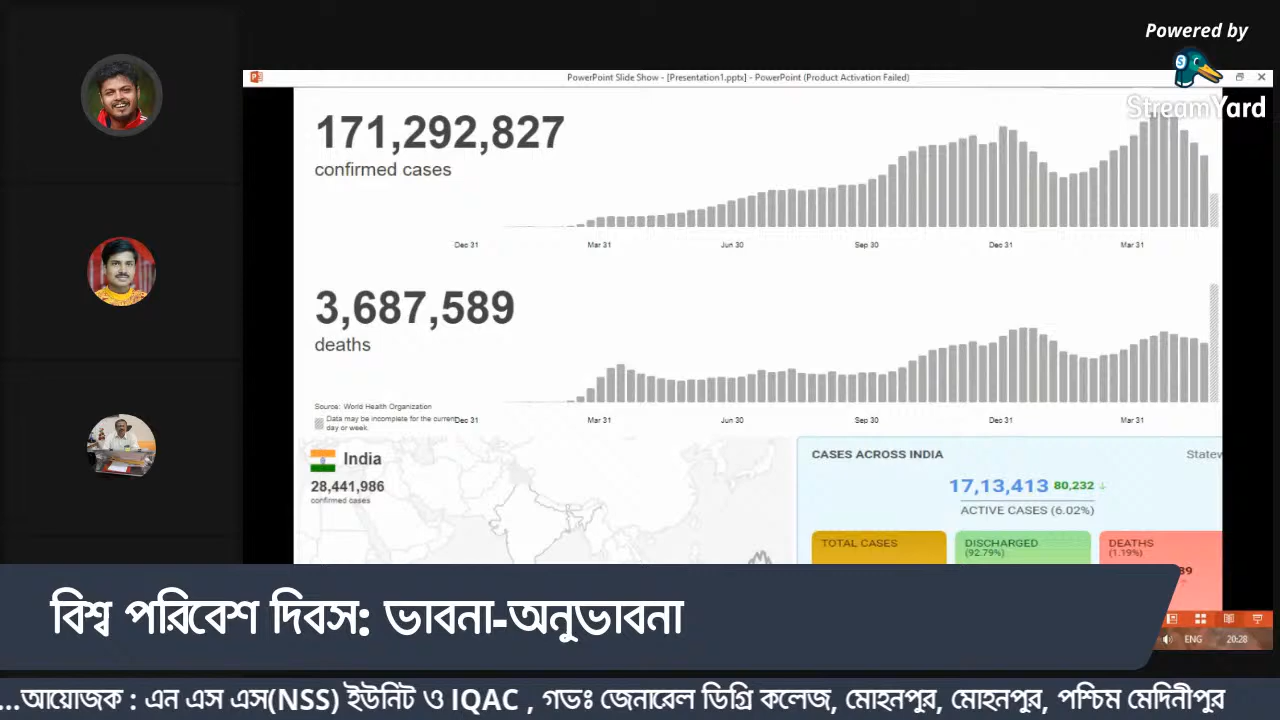 Powered by
StreamYard
PowerPoint Slide Show - [Presentation1.pptx] - PowerPoint (Product Activation Failed)
171,292,827
confirmed cases
Dec 31 Mar 31 Jun 30 Sep 30 Dec 31 Mar 31
3,687,589
deaths
Source: World Health Organization
Data may be incomplete for the current
day or week.
Dec 31 Mar 31 Jun 30 Sep 30 Dec 31 Mar 31
India
28,441,986
confirmed cases
CASES ACROSS INDIA
17,13,413 80,232 ↓
ACTIVE CASES (6.02%)
TOTAL CASES
DISCHARGED
(92.79%)
DEATHS
(1.19%)
বিশ্ব পরিবেশ দিবস: ভাবনা-অনুভাবনা
ENG 20:28
...আয়োজক : এন এস এস(NSS) ইউনিট ও IQAC , গভঃ জেনারেল ডিগ্রি কলেজ, মোহনপুর, মোহনপুর, পশ্চিম মেদিনীপুর